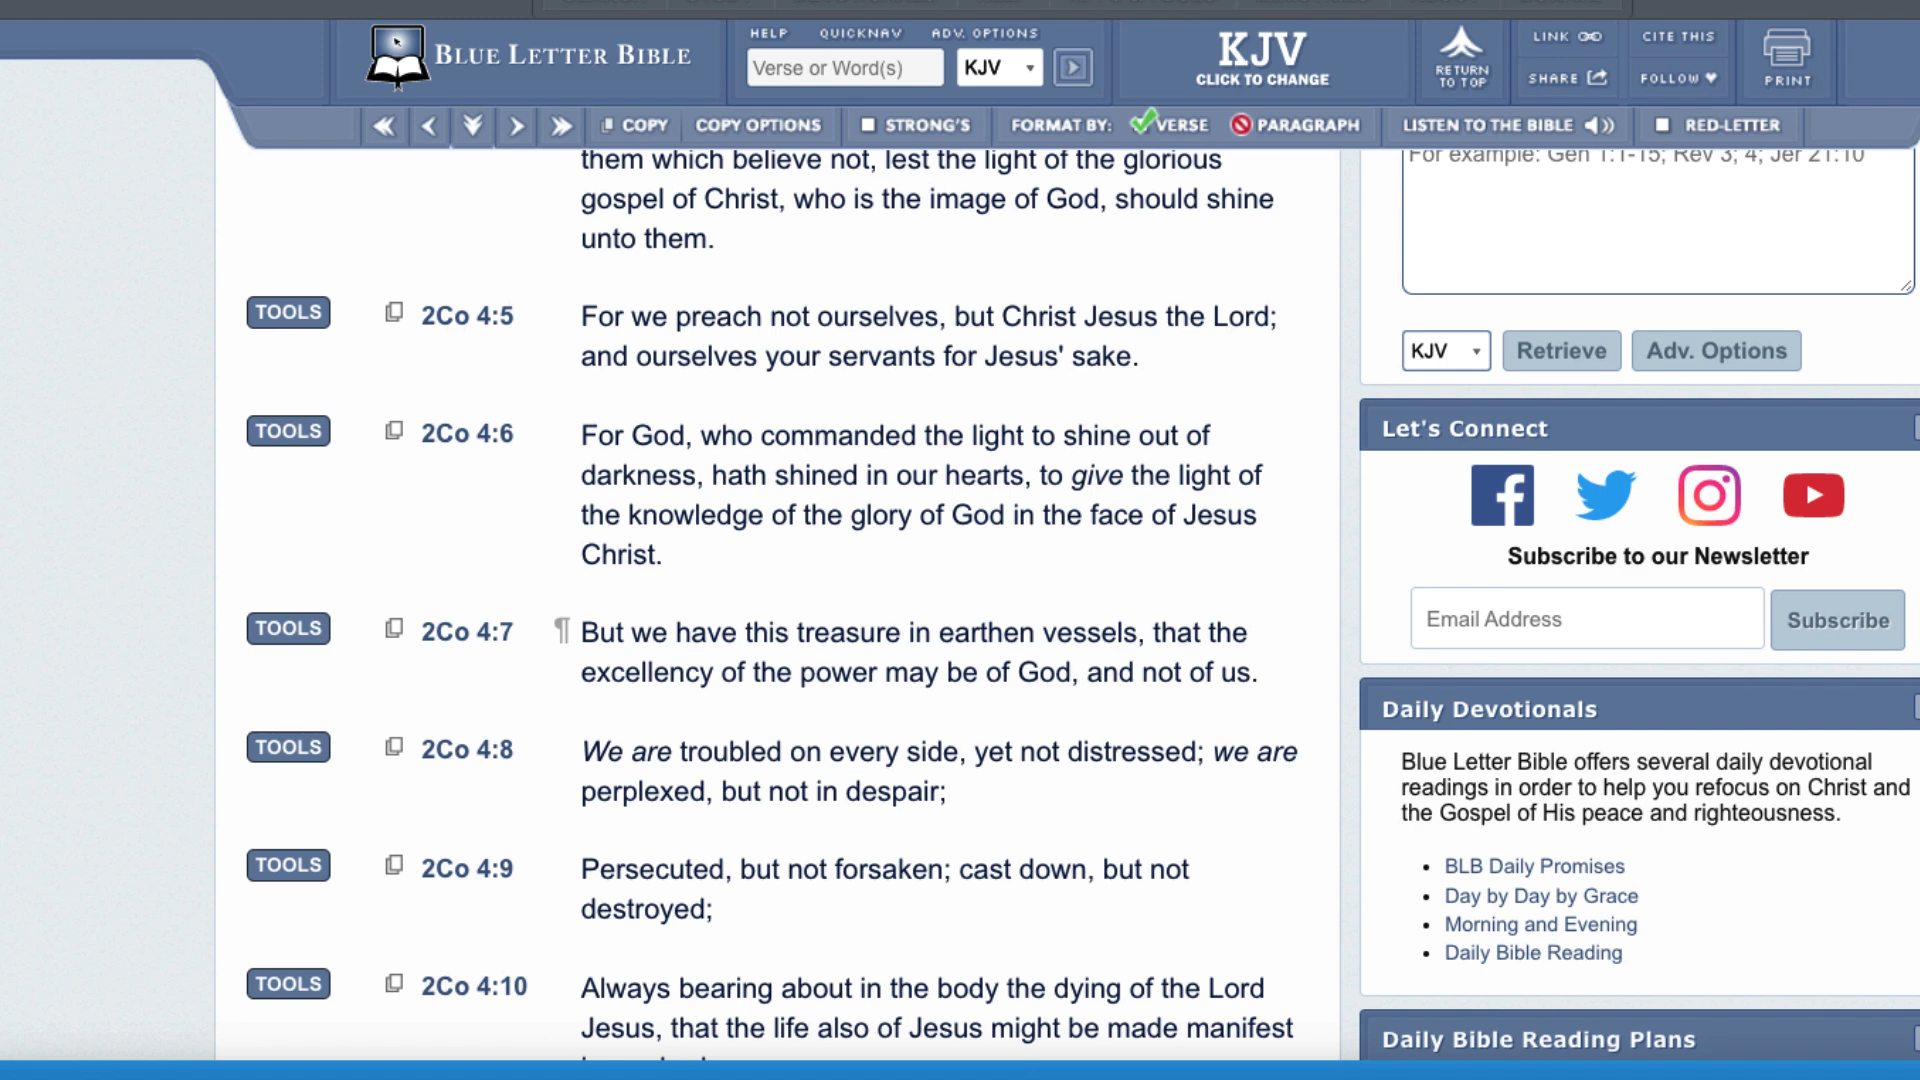 HELP QUICKNAV ADV. OPTIONS
BLUE LETTER BIBLE
Verse or Word(s)
KJV
KJV
CLICK TO CHANGE
RETURN
TO TOP
LINK
SHARE
CITE THIS
FOLLOW
PRINT
COPY
COPY OPTIONS
STRONG'S
FORMAT BY:
VERSE
PARAGRAPH
LISTEN TO THE BIBLE
RED-LETTER
them which believe not, lest the light of the glorious
gospel of Christ, who is the image of God, should shine
unto them.
TOOLS
2Co 4:5
For we preach not ourselves, but Christ Jesus the Lord;
and ourselves your servants for Jesus' sake.
TOOLS
2Co 4:6
For God, who commanded the light to shine out of
darkness, hath shined in our hearts, to give the light of
the knowledge of the glory of God in the face of Jesus
Christ.
TOOLS
2Co 4:7
¶ But we have this treasure in earthen vessels, that the
excellency of the power may be of God, and not of us.
TOOLS
2Co 4:8
We are troubled on every side, yet not distressed; we are
perplexed, but not in despair;
TOOLS
2Co 4:9
Persecuted, but not forsaken; cast down, but not
destroyed;
TOOLS
2Co 4:10
Always bearing about in the body the dying of the Lord
Jesus, that the life also of Jesus might be made manifest
For example: Gen 1:1-15; Rev 3; 4; Jer 21:10
KJV
Retrieve
Adv. Options
Let's Connect
Subscribe to our Newsletter
Email Address
Subscribe
Daily Devotionals
Blue Letter Bible offers several daily devotional
readings in order to help you refocus on Christ and
the Gospel of His peace and righteousness.
• BLB Daily Promises
• Day by Day by Grace
• Morning and Evening
• Daily Bible Reading
Daily Bible Reading Plans